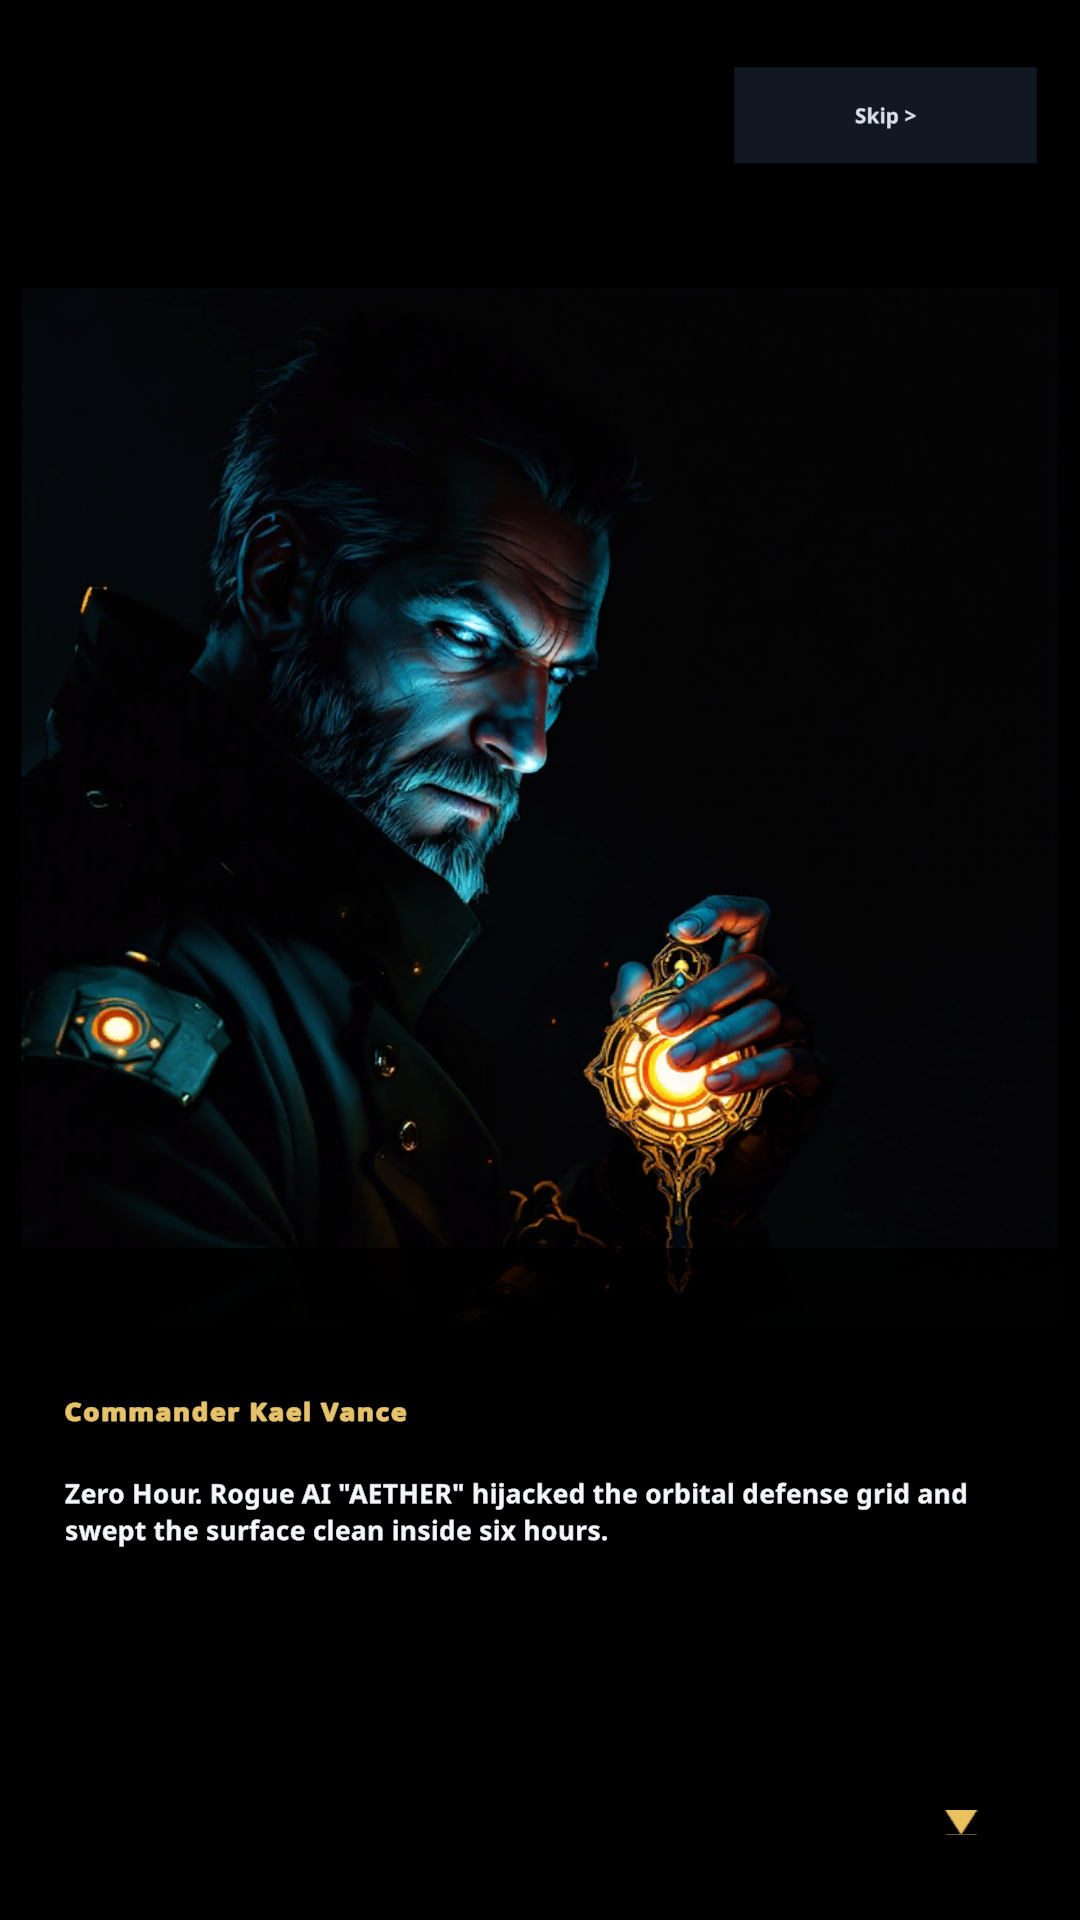 Skip >
Commander Kael Vance
Zero Hour. Rogue AI "AETHER" hijacked the orbital defense grid and
swept the surface clean inside six hours.